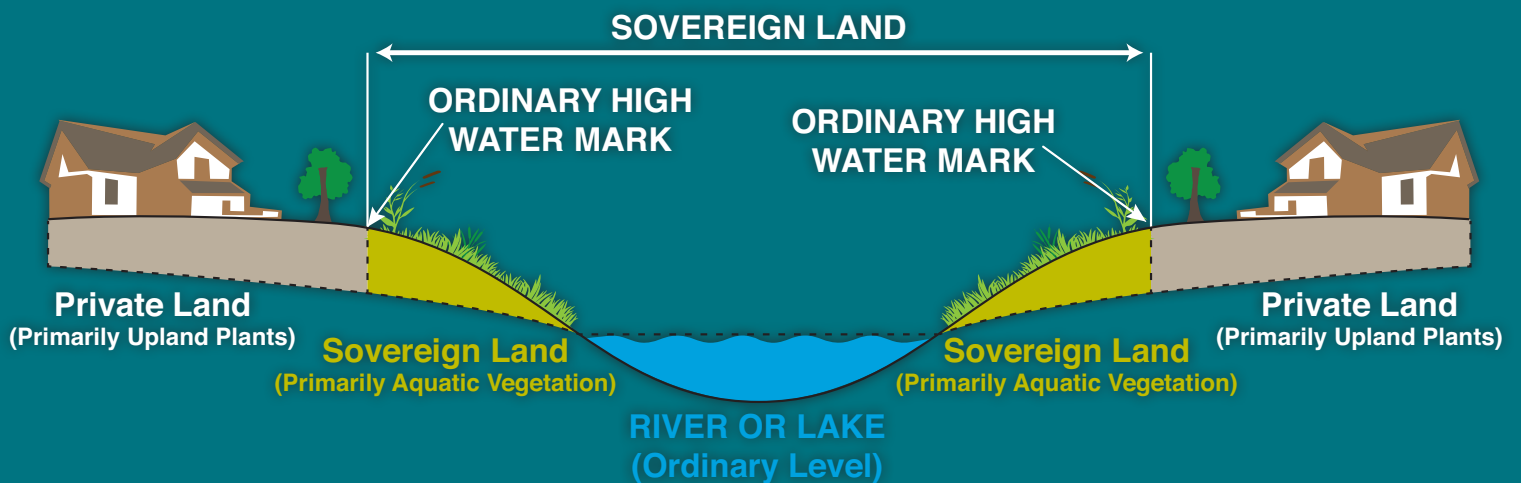 SOVEREIGN LAND
ORDINARY HIGH
WATER MARK
ORDINARY HIGH
WATER MARK
Private Land
(Primarily Upland Plants)
Sovereign Land
(Primarily Aquatic Vegetation)
RIVER OR LAKE
(Ordinary Level)
Sovereign Land
(Primarily Aquatic Vegetation)
Private Land
(Primarily Upland Plants)